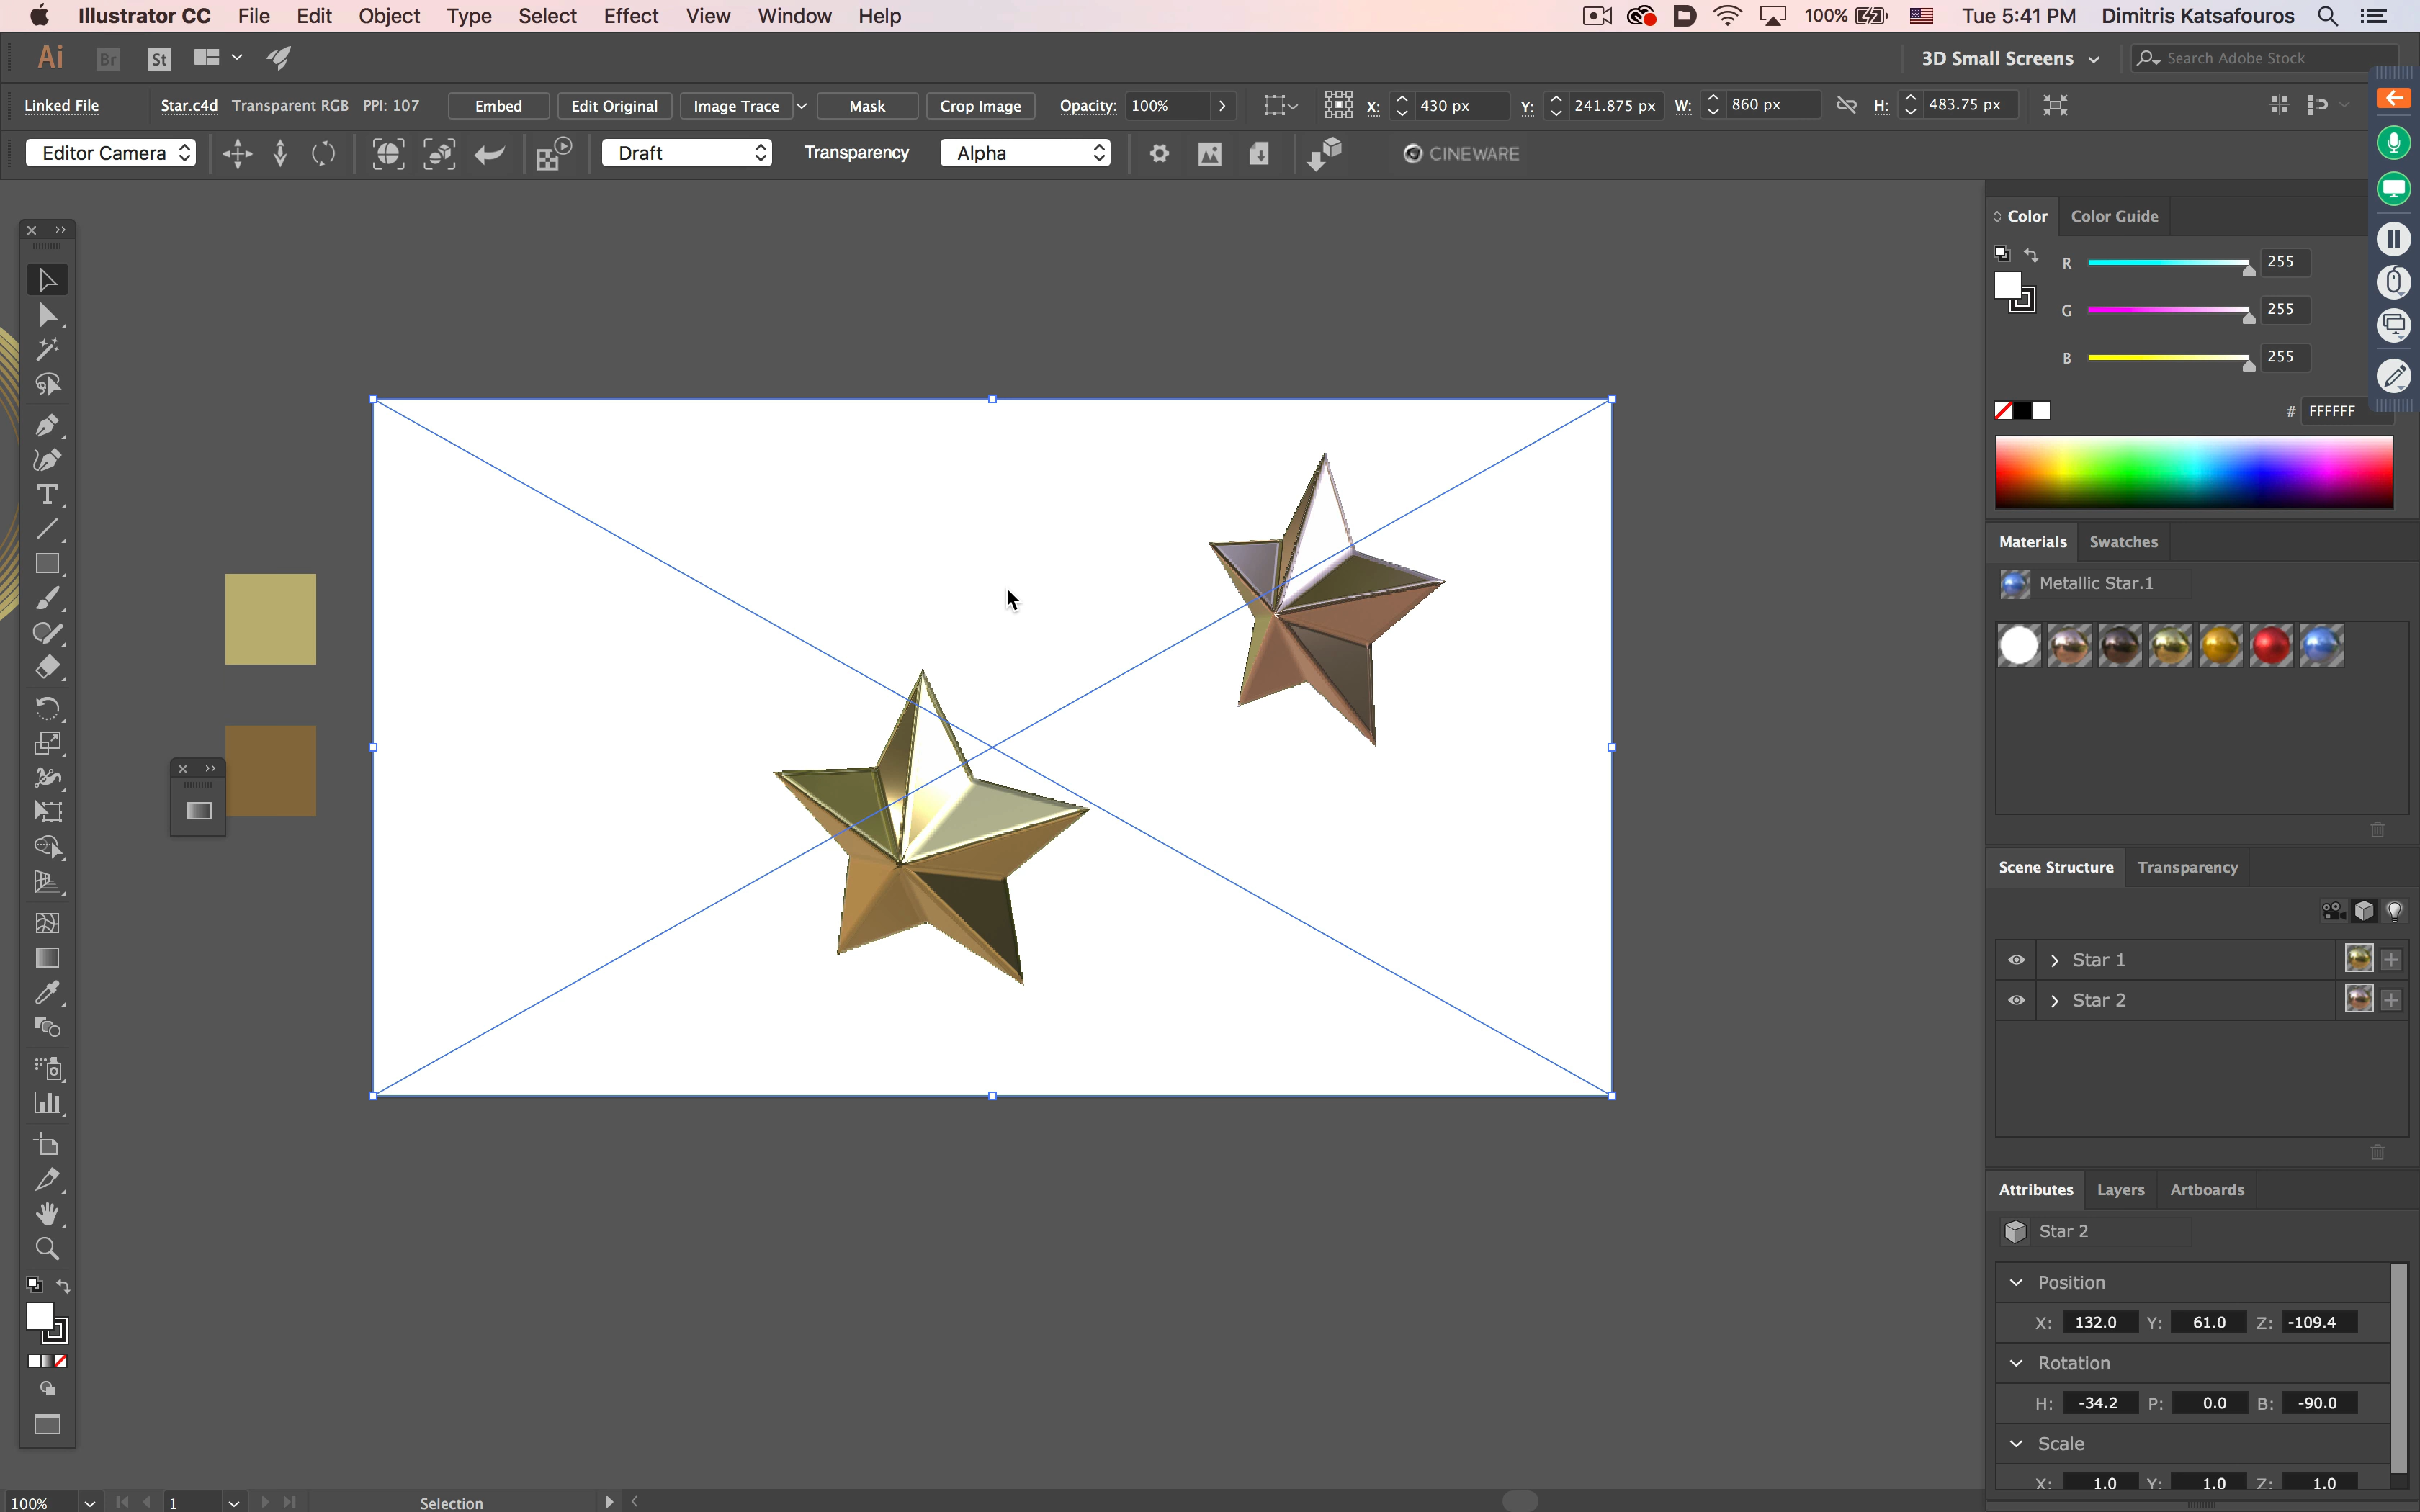 Illustrator CC File Edit Object Type Select Effect View Window Help 100% Tue 5:41 PM Dimitris Katsafouros
Ai Br St 3D Small Screens Search Adobe Stock
Linked File Star.c4d Transparent RGB PPI: 107 Embed Edit Original Image Trace Mask Crop Image Opacity: 100% X: 430 px Y: 241.875 px W: 860 px H: 483.75 px
Editor Camera Draft Transparency Alpha CINEWARE
Color Color Guide
R 255
G 255
B 255
# FFFFFF
Materials Swatches
Metallic Star.1
Scene Structure Transparency
Star 1
Star 2
Attributes Layers Artboards
Star 2
Position
X: 132.0 Y: 61.0 Z: -109.4
Rotation
H: -34.2 P: 0.0 B: -90.0
Scale
X: 1.0 Y: 1.0 Z: 1.0
100% 1 Selection